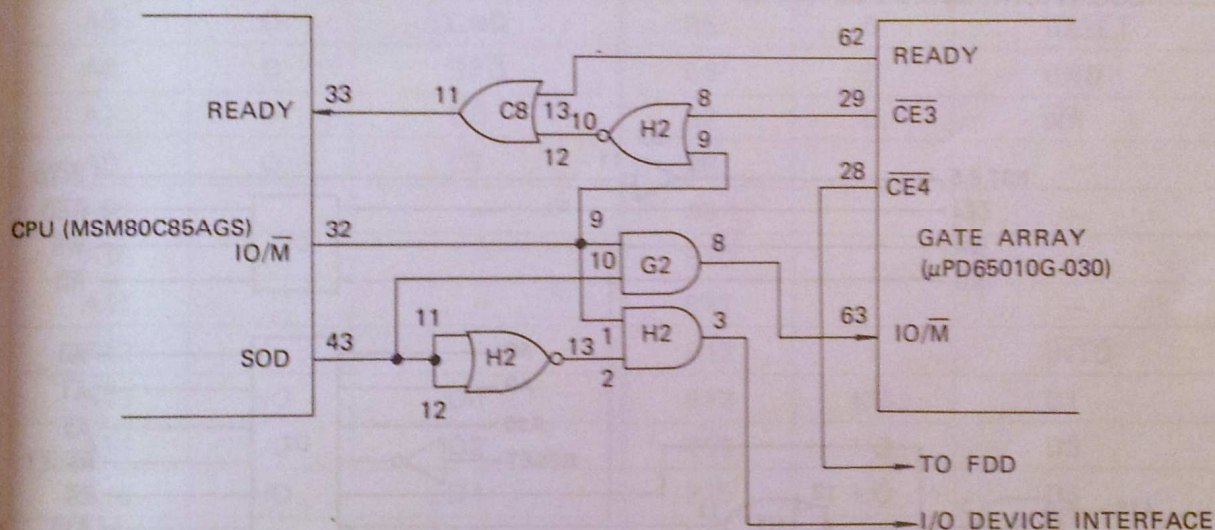 62
READY
READY
33
11
C8
13
10
12
H2
8
9
29
CE3
28
CE4
CPU (MSM80C85AGS)
IO/M
32
9
10
G2
8
GATE ARRAY
(μPD65010G-030)
SOD
43
11
12
H2
13
1
2
H2
3
63
IO/M
TO FDD
I/O DEVICE INTERFACE